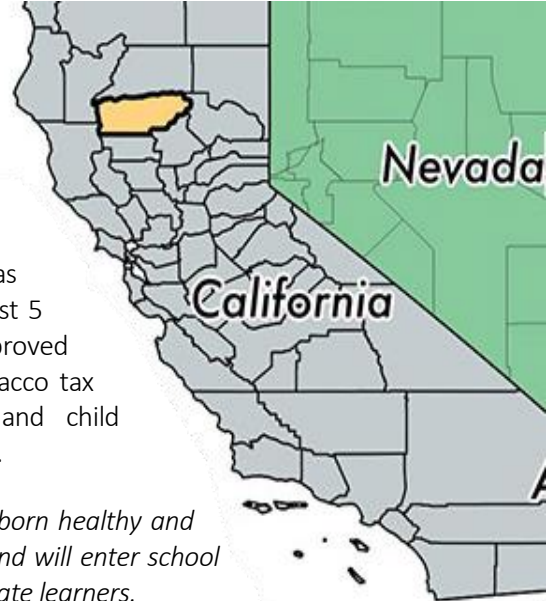 Nevada
as
st 5
California
proved
acco tax
and child
.
born healthy and
nd will enter school
ate learners.